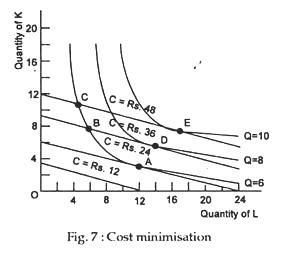 Quantity of K
20
16
12
8
4
O
C
B
E
D
A
C = Rs. 48
C = Rs. 36
C = Rs. 24
C = Rs. 12
Q=10
Q=8
Q=6
4 8 12 16 20 24
Quantity of L
Fig. 7 : Cost minimisation